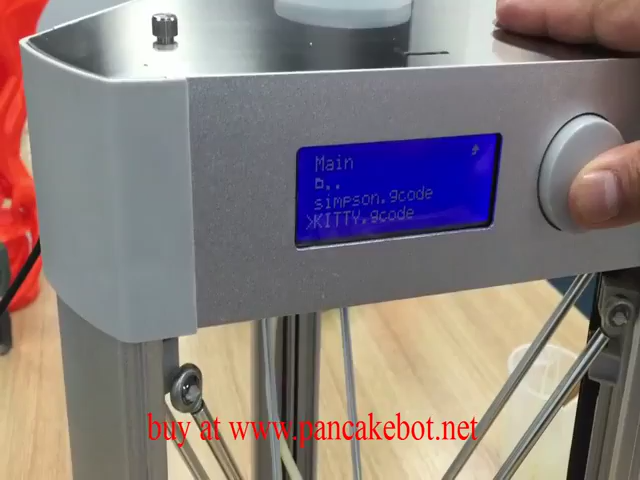 Main
..
simpson.gcode
>KITTY.gcode
buy at www.pancakebot.net